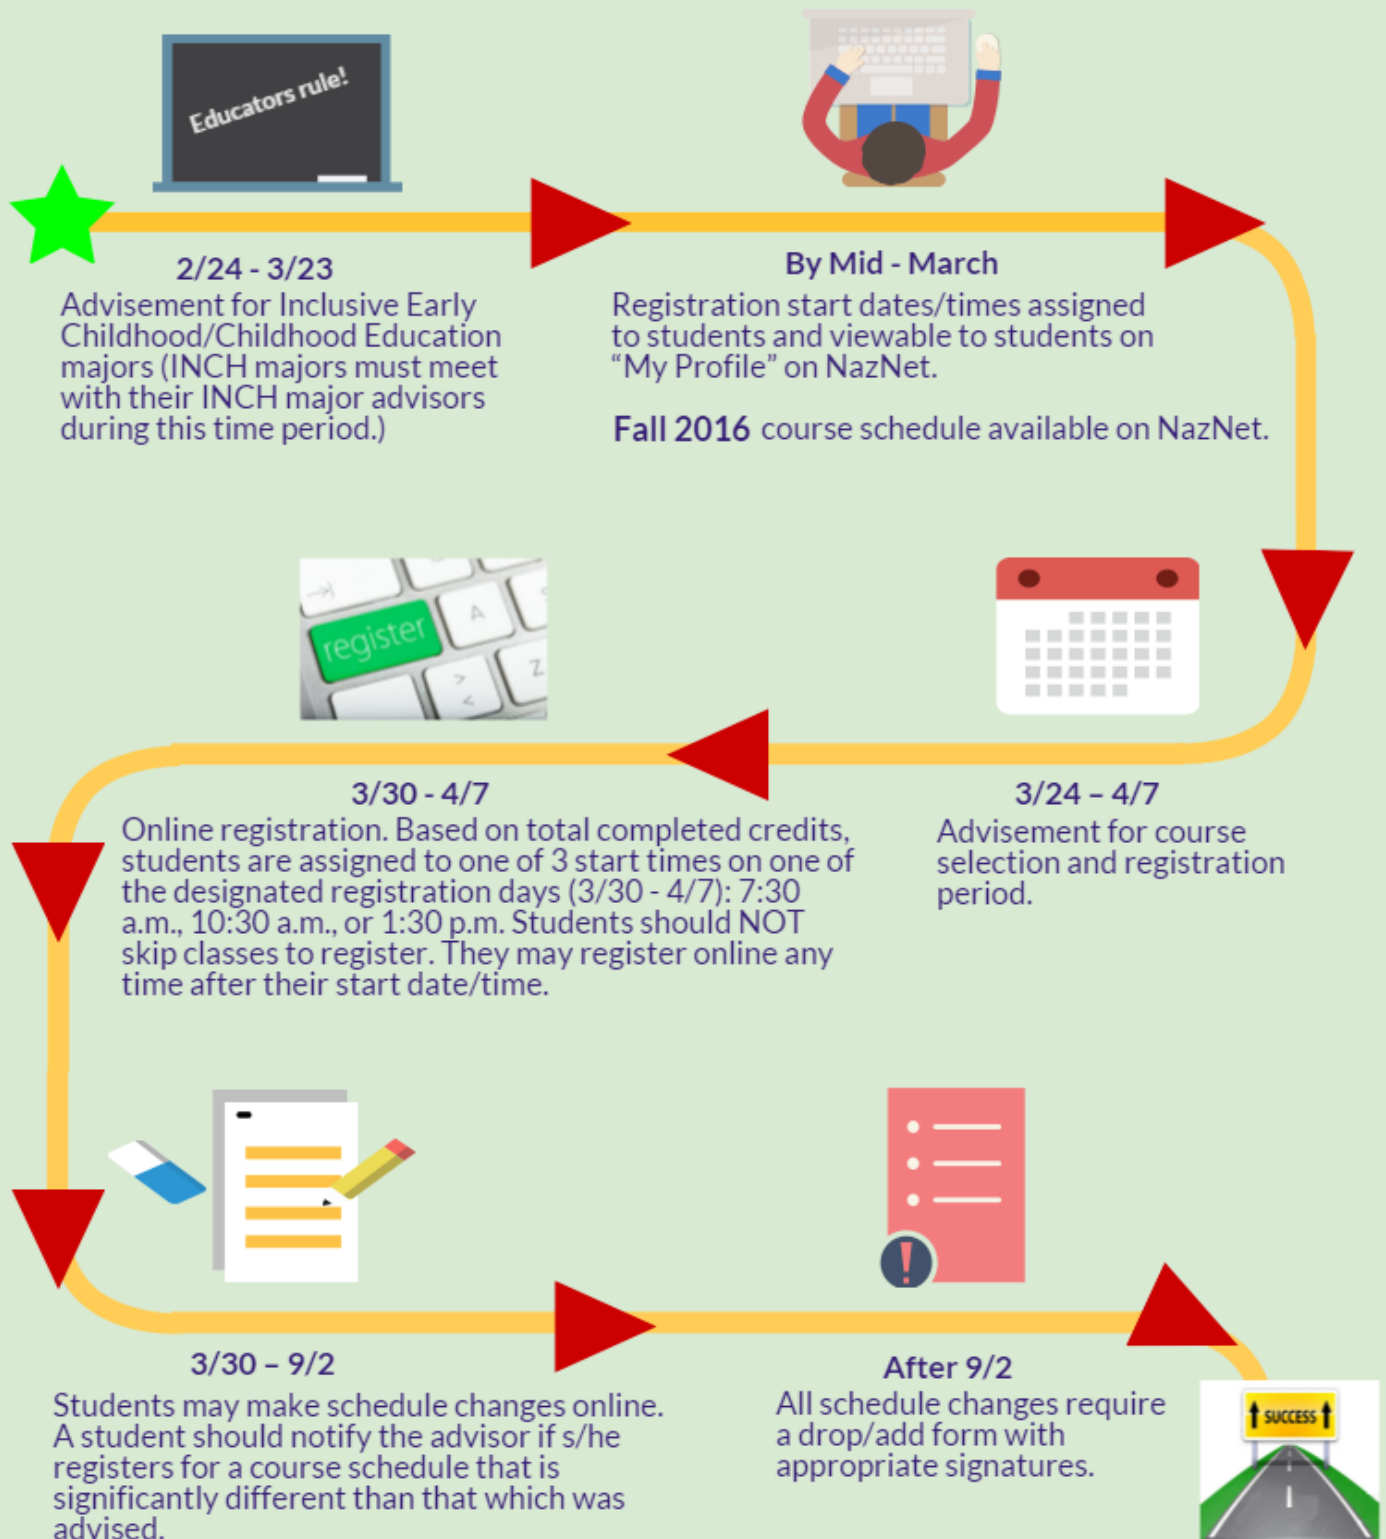 Educators rule!
2/24 - 3/23
Advisement for Inclusive Early
Childhood/Childhood Education
majors (INCH majors must meet
with their INCH major advisors
during this time period.)
By Mid - March
Registration start dates/times assigned
to students and viewable to students on
“My Profile” on NazNet.
Fall 2016 course schedule available on NazNet.
register
A
S
Z
>
<
3/24 – 4/7
Advisement for course
selection and registration
period.
3/30 - 4/7
Online registration. Based on total completed credits,
students are assigned to one of 3 start times on one of
the designated registration days (3/30 - 4/7): 7:30
a.m., 10:30 a.m., or 1:30 p.m. Students should NOT
skip classes to register. They may register online any
time after their start date/time.
3/30 – 9/2
Students may make schedule changes online.
A student should notify the advisor if s/he
registers for a course schedule that is
significantly different than that which was
advised.
!
After 9/2
All schedule changes require
a drop/add form with
appropriate signatures.
SUCCESS